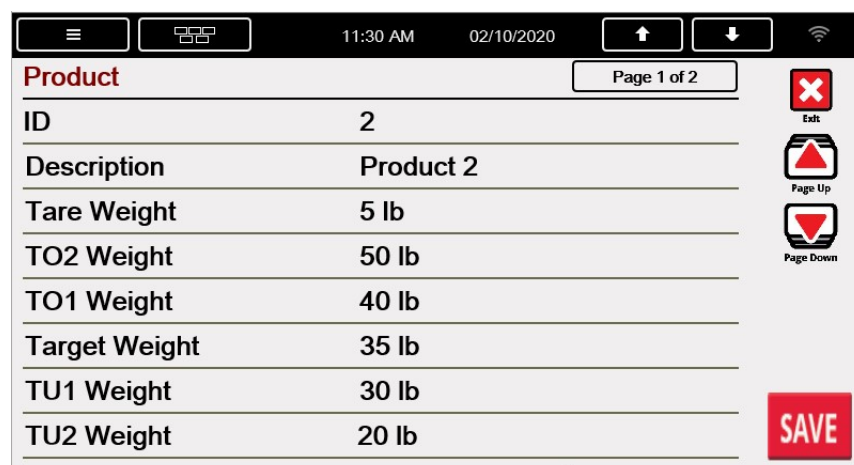 11:30 AM 02/10/2020
Product Page 1 of 2
Exit
ID 2
Description Product 2
Page Up
Tare Weight 5 lb
TO2 Weight 50 lb
Page Down
TO1 Weight 40 lb
Target Weight 35 lb
TU1 Weight 30 lb
TU2 Weight 20 lb
SAVE